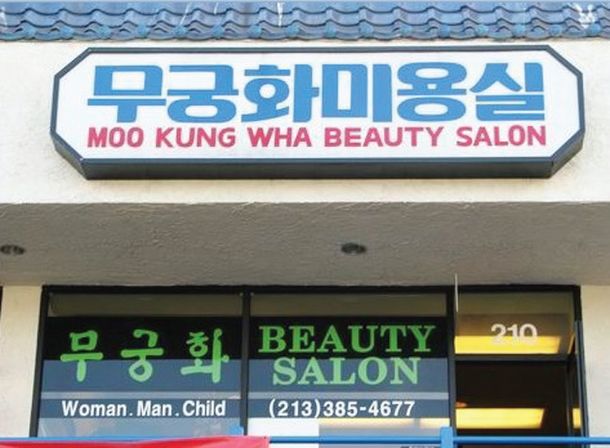 무궁화미용실
MOO KUNG WHA BEAUTY SALON
210
무궁화
BEAUTY
SALON
Woman.Man.Child
(213)385-4677